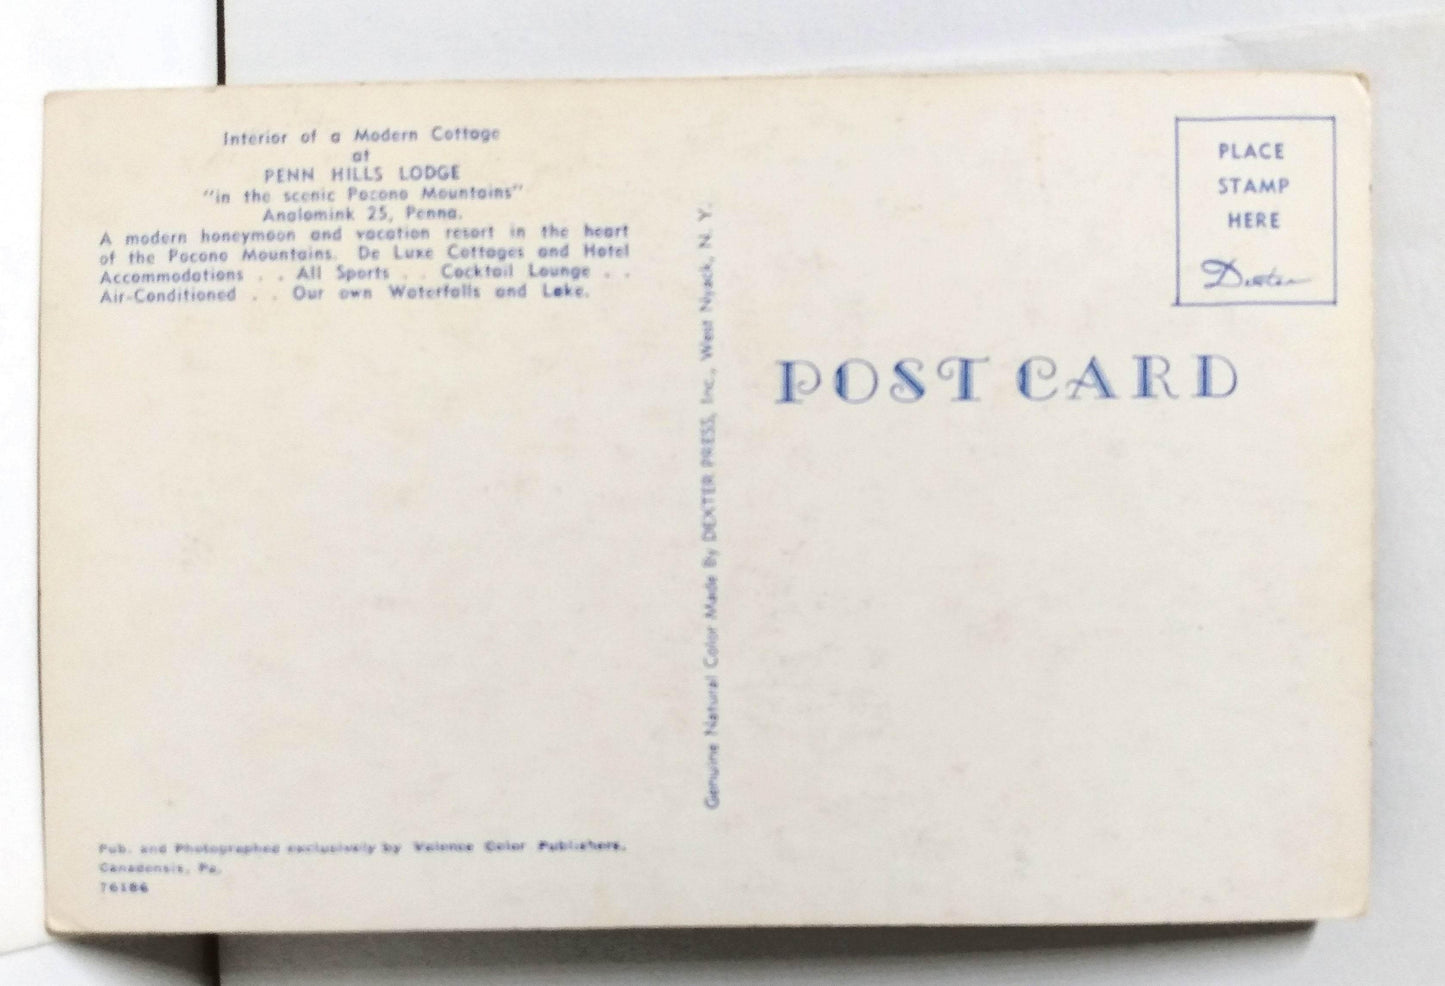 Interior of a Modern Cottage
at
PENN HILLS LODGE
"in the scenic Pocono Mountains"
Analomink 25, Penna.
A modern honeymoon and vacation resort in the heart
of the Pocono Mountains. De Luxe Cottages and Hotel
Accommodations . . All Sports . . Cocktail Lounge . .
Air-Conditioned . . Our own Waterfalls and Lake.
Pub. and Photographed exclusively by Valence Color Publishers,
Canadensis, Pa.
76186
Genuine Natural Color Made By DEXTER PRESS, Inc., West Nyack, N. Y.
PLACE
STAMP
HERE
Dexter
POST CARD